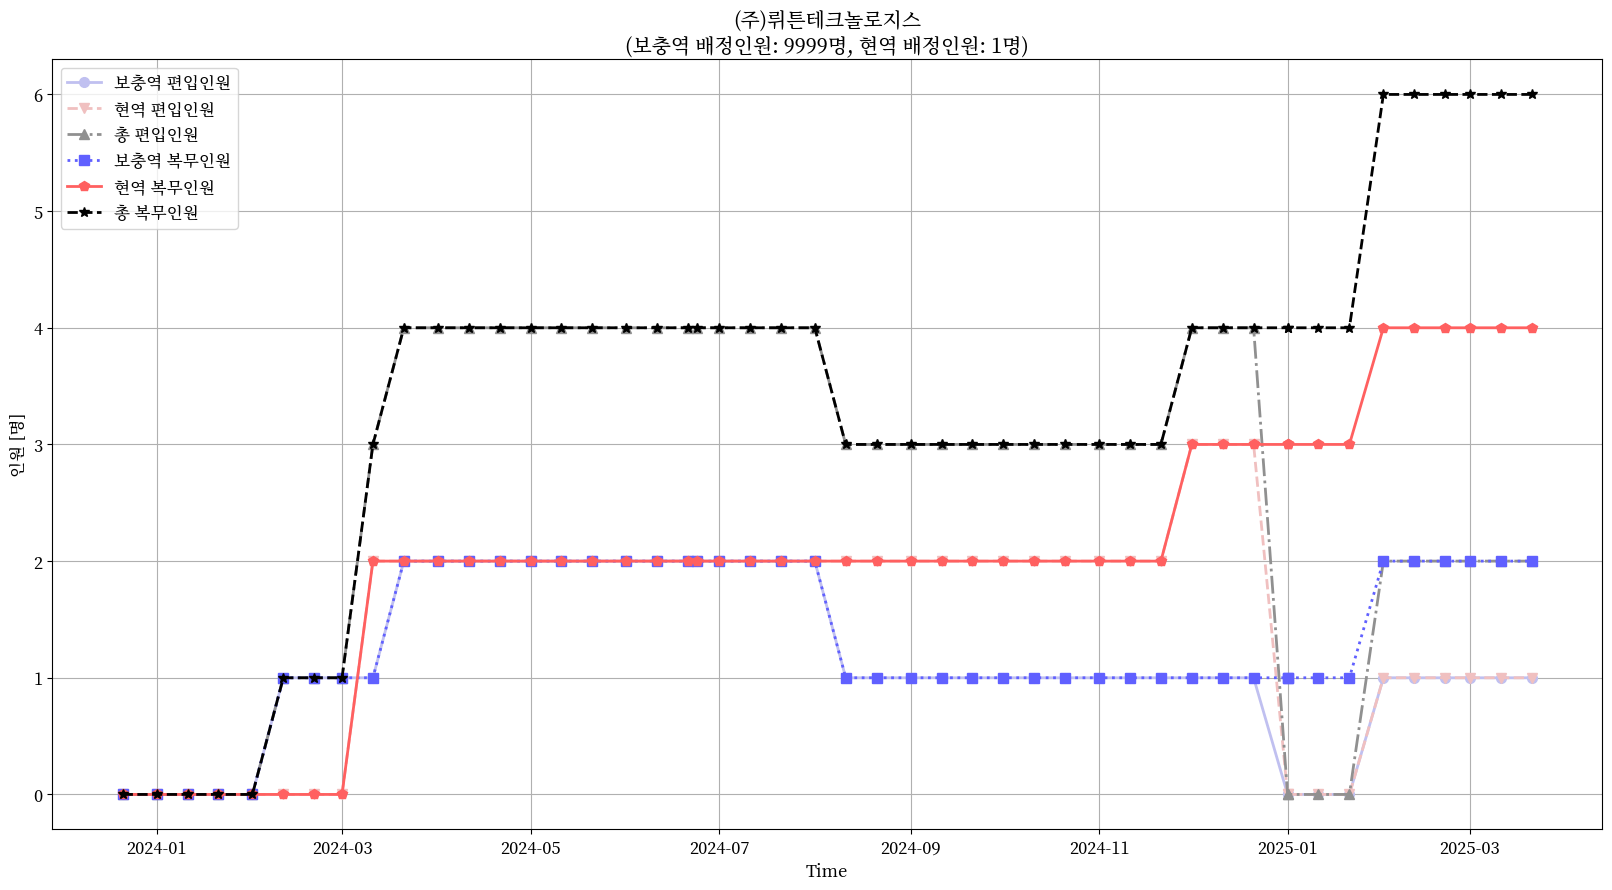 (주)뤼튼테크놀로지스
(보충역 배정인원: 9999명, 현역 배정인원: 1명)
보충역 편입인원
현역 편입인원
총 편입인원
보충역 복무인원
현역 복무인원
총 복무인원
인원 [명]
6
5
4
3
2
1
0
2024-01 2024-03 2024-05 2024-07 2024-09 2024-11 2025-01 2025-03
Time